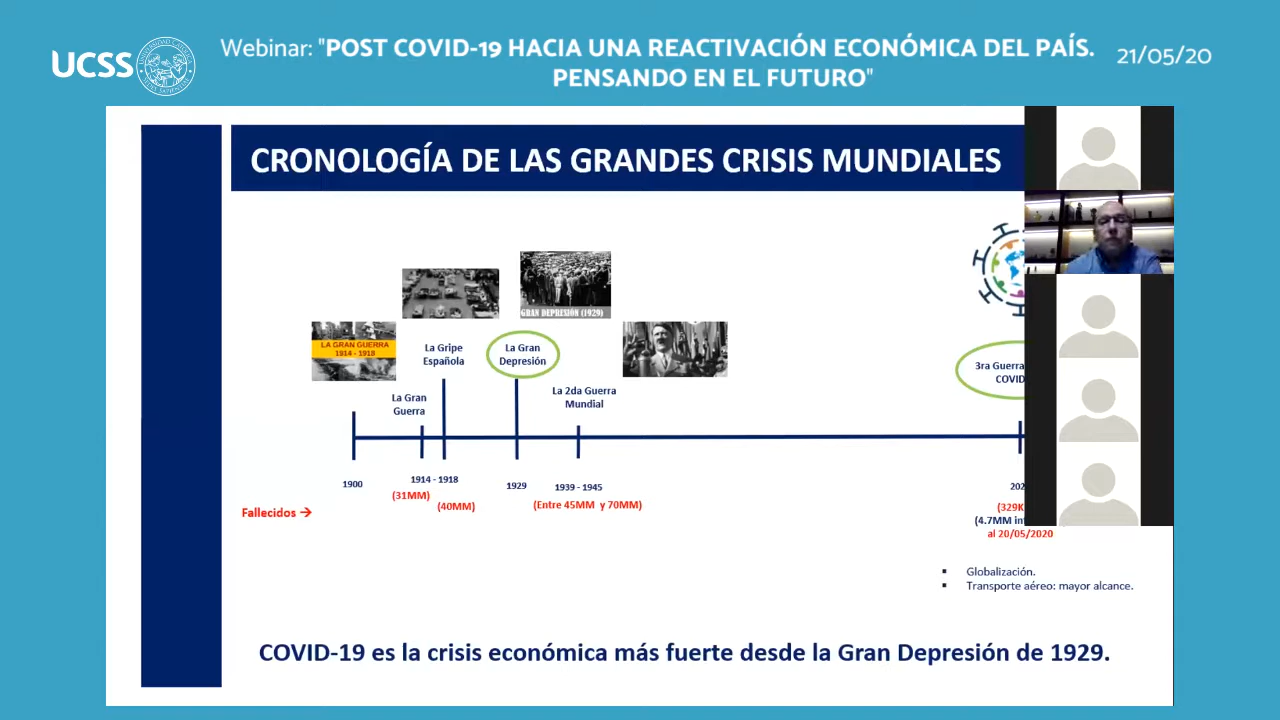 UCSS
Webinar: "POST COVID-19 HACIA UNA REACTIVACIÓN ECONÓMICA DEL PAÍS.
PENSANDO EN EL FUTURO"
21/05/20
CRONOLOGÍA DE LAS GRANDES CRISIS MUNDIALES
LA GRAN GUERRA
1914 - 1918
GRAN DEPRESIÓN (1929)
La Gripe
Española
La Gran
Depresión
La Gran
Guerra
La 2da Guerra
Mundial
3ra Guerra
COVID
1900
1914 - 1918
1929
1939 - 1945
202
(31MM)
(40MM)
(Entre 45MM y 70MM)
(329K
(4.7MM in
al 20/05/2020
Fallecidos →
▪ Globalización.
▪ Transporte aéreo: mayor alcance.
COVID-19 es la crisis económica más fuerte desde la Gran Depresión de 1929.